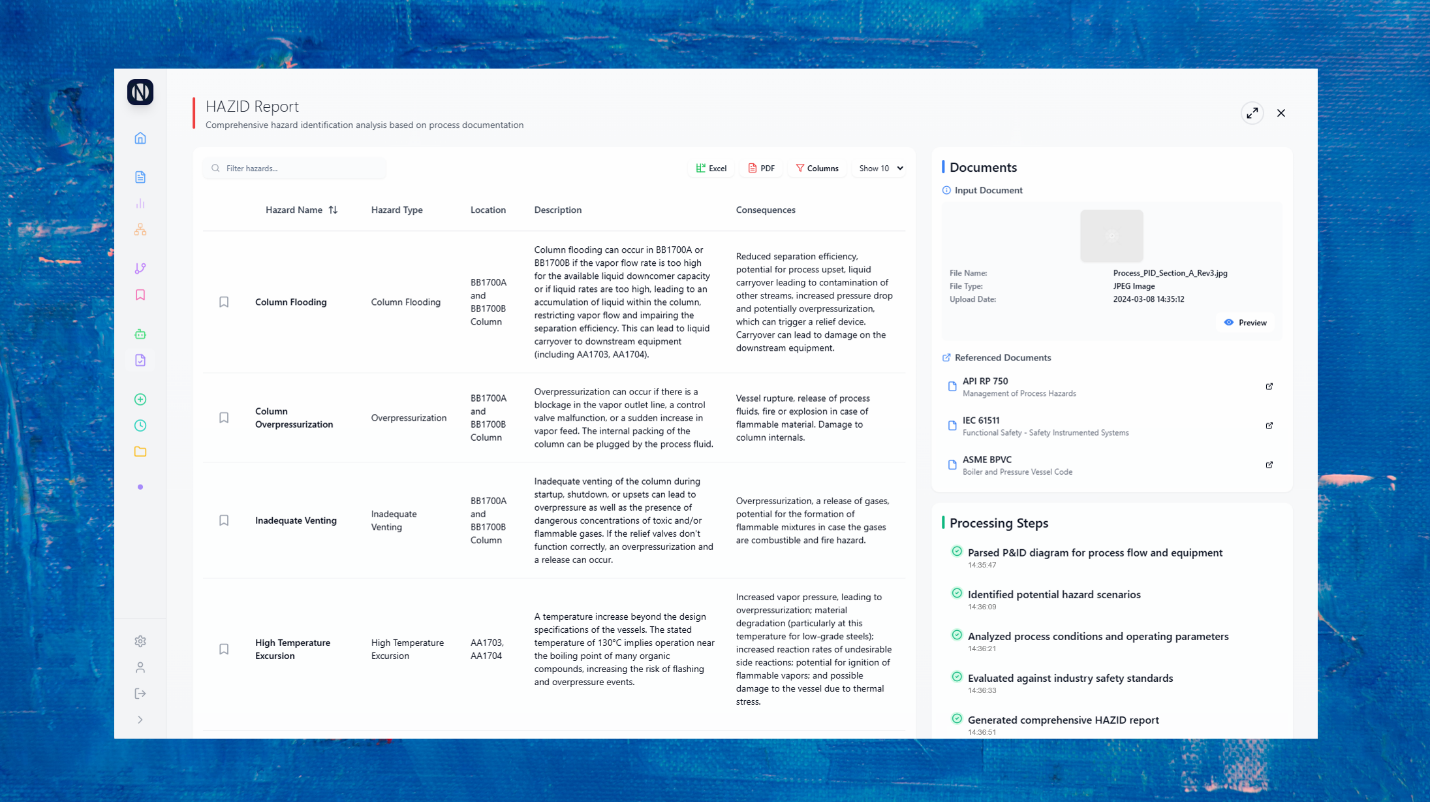 N
HAZID Report
Comprehensive hazard identification analysis based on process documentation
Filter hazards...
Excel
PDF
Columns
Show 10
Hazard Name
Hazard Type
Location
Description
Consequences
Column Flooding
Column Flooding
BB1700A
and
BB1700B
Column
Column flooding can occur in BB1700A or
BB1700B if the vapor flow rate is too high
for the available liquid downcomer capacity
or if liquid rates are too high, leading to an
accumulation of liquid within the column,
restricting vapor flow and impairing the
separation efficiency. This can lead to liquid
carryover to downstream equipment
(including AA1703, AA1704).
Reduced separation efficiency,
potential for process upset, liquid
carryover leading to contamination of
other streams, increased pressure drop
and potentially overpressurization,
which can trigger a relief device.
Carryover can lead to damage on the
downstream equipment.
Column
Overpressurization
Overpressurization
BB1700A
and
BB1700B
Column
Overpressurization can occur if there is a
blockage in the vapor outlet line, a control
valve malfunction, or a sudden increase in
vapor feed. The internal packing of the
column can be plugged by the process fluid.
Vessel rupture, release of process
fluids, fire or explosion in case of
flammable material. Damage to
column internals.
Inadequate Venting
Inadequate
Venting
BB1700A
and
BB1700B
Column
Inadequate venting of the column during
startup, shutdown, or upsets can lead to
overpressure as well as the presence of
dangerous concentrations of toxic and/or
flammable gases. If the relief valves don't
function correctly, an overpressurization and
a release can occur.
Overpressurization, a release of gases,
potential for the formation of
flammable mixtures in case the gases
are combustible and fire hazard.
High Temperature
Excursion
High Temperature
Excursion
AA1703,
AA1704
A temperature increase beyond the design
specifications of the vessels. The stated
temperature of 130°C implies operation near
the boiling point of many organic
compounds, increasing the risk of flashing
and overpressure events.
Increased vapor pressure, leading to
overpressurization; material
degradation (particularly at this
temperature for low-grade steels);
increased reaction rates of undesirable
side reactions; potential for ignition of
flammable vapors; and possible
damage to the vessel due to thermal
stress.
Documents
Input Document
File Name: Process_PID_Section_A_Rev3.jpg
File Type: JPEG Image
Upload Date: 2024-03-08 14:35:12
Preview
Referenced Documents
API RP 750
Management of Process Hazards
IEC 61511
Functional Safety - Safety Instrumented Systems
ASME BPVC
Boiler and Pressure Vessel Code
Processing Steps
Parsed P&ID diagram for process flow and equipment
14:35:47
Identified potential hazard scenarios
14:36:09
Analyzed process conditions and operating parameters
14:36:21
Evaluated against industry safety standards
14:36:33
Generated comprehensive HAZID report
14:36:51